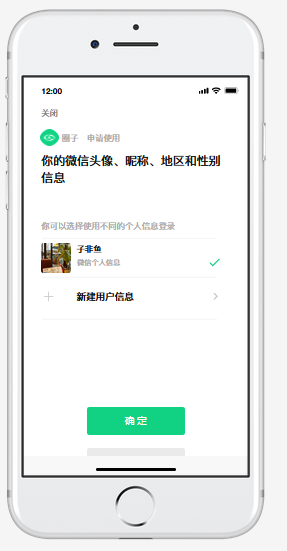 12:00
关闭
圈子 申请使用
你的微信头像、昵称、地区和性别
信息
你可以选择使用不同的个人信息登录
子非鱼
微信个人信息
新建用户信息
确定